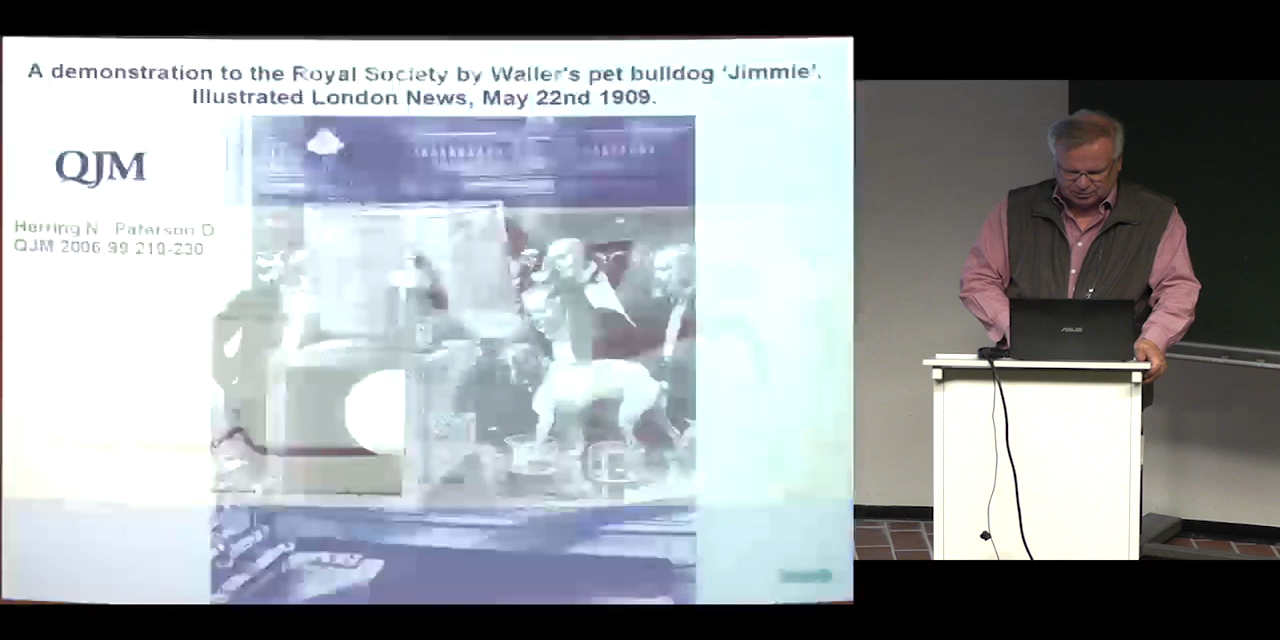 A demonstration to the Royal Society by Waller's pet bulldog 'Jimmie'.
Illustrated London News, May 22nd 1909.
QJM
Herring N Paterson D
QJM 2006 99 219-230
ASUS